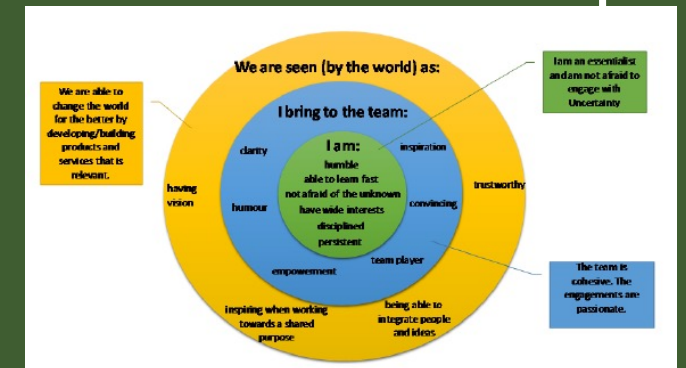 We are seen (by the world) as:
I am an essentialist
and am not afraid to
engage with
Uncertainty
We are able to
change the world
for the better by
developing/building
products and
services that is
relevant.
I bring to the team:
I am:
humble
able to learn fast
not afraid of the unknown
have wide interests
disciplined
persistent
clarity
inspiration
humour
convincing
empowerment
team player
having
vision
trustworthy
inspiring when working
towards a shared
purpose
being able to
integrate people
and ideas
The team is
cohesive. The
engagements are
passionate.